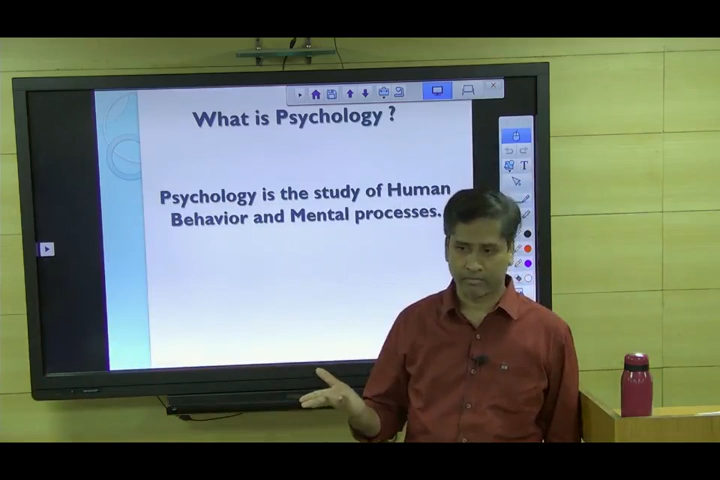 What is Psychology ?
Psychology is the study of Human
Behavior and Mental processes.
T